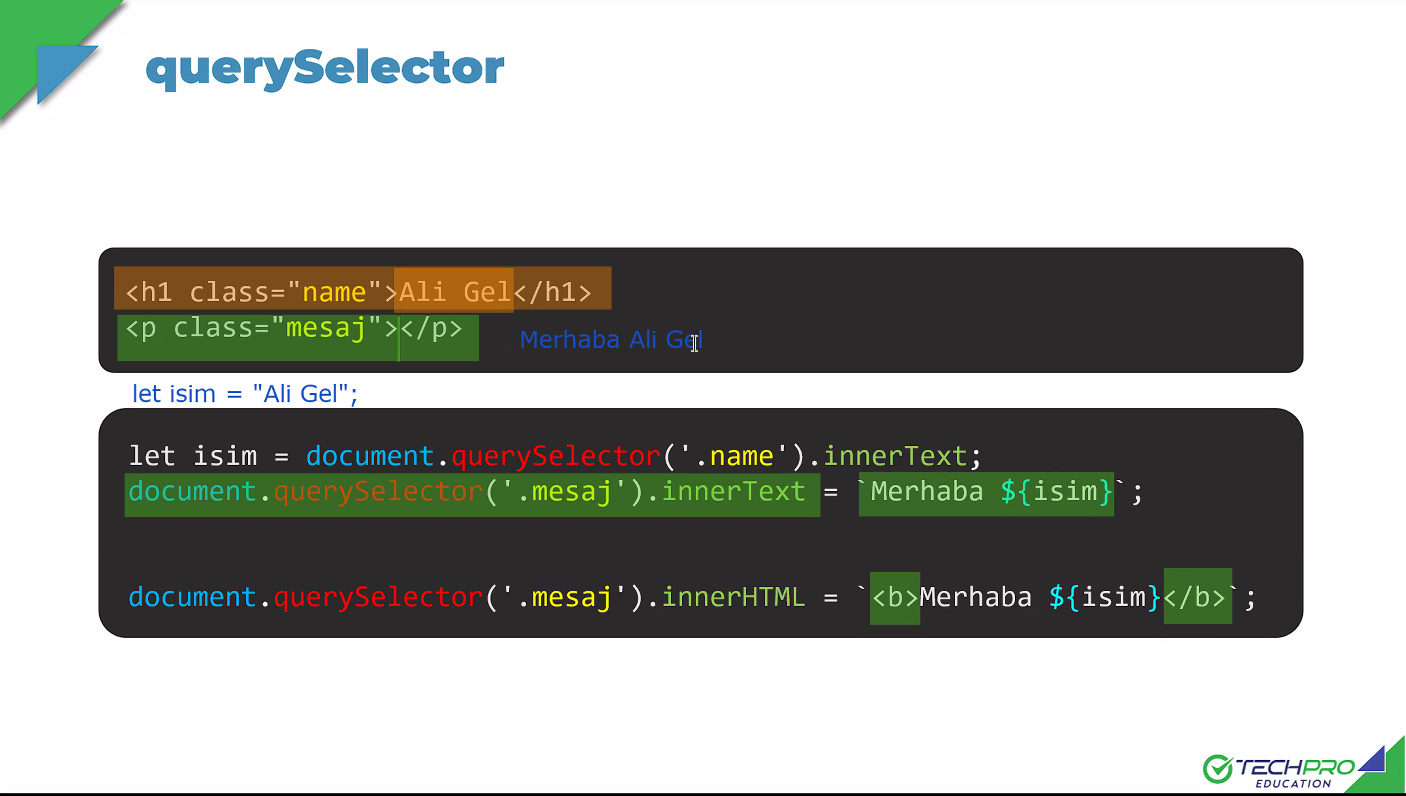 querySelector
<h1 class="name">Ali Gel</h1>
<p class="mesaj"></p>
Merhaba Ali Gel
let isim = "Ali Gel";
let isim = document.querySelector('.name').innerText;
document.querySelector('.mesaj').innerText = `Merhaba ${isim}`;
document.querySelector('.mesaj').innerHTML = `<b>Merhaba ${isim}</b>`;
TECHPRO
EDUCATION